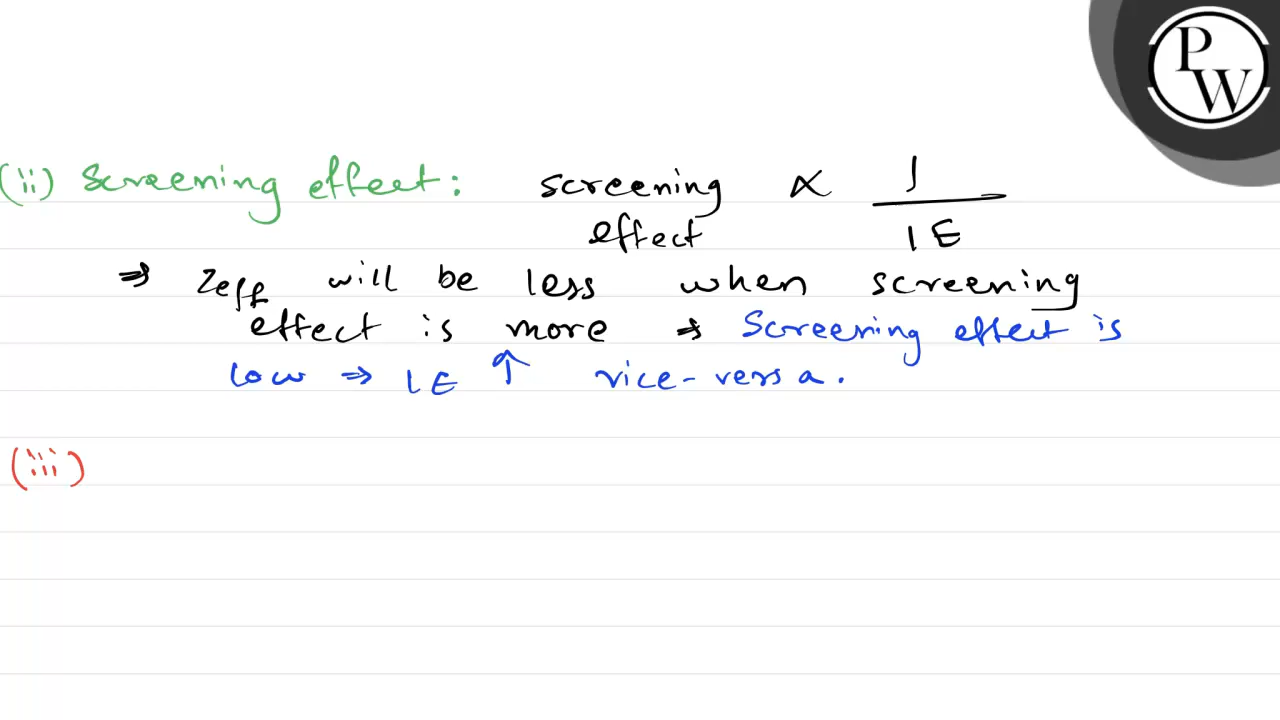 PW
(ii) Screening effect: screening ∝ 1
effect IE
⇒ Zeff will be less when screening
effect is more ⇒ Screening effect is
low ⇒ IE ↑ vice-versa.
(iii)